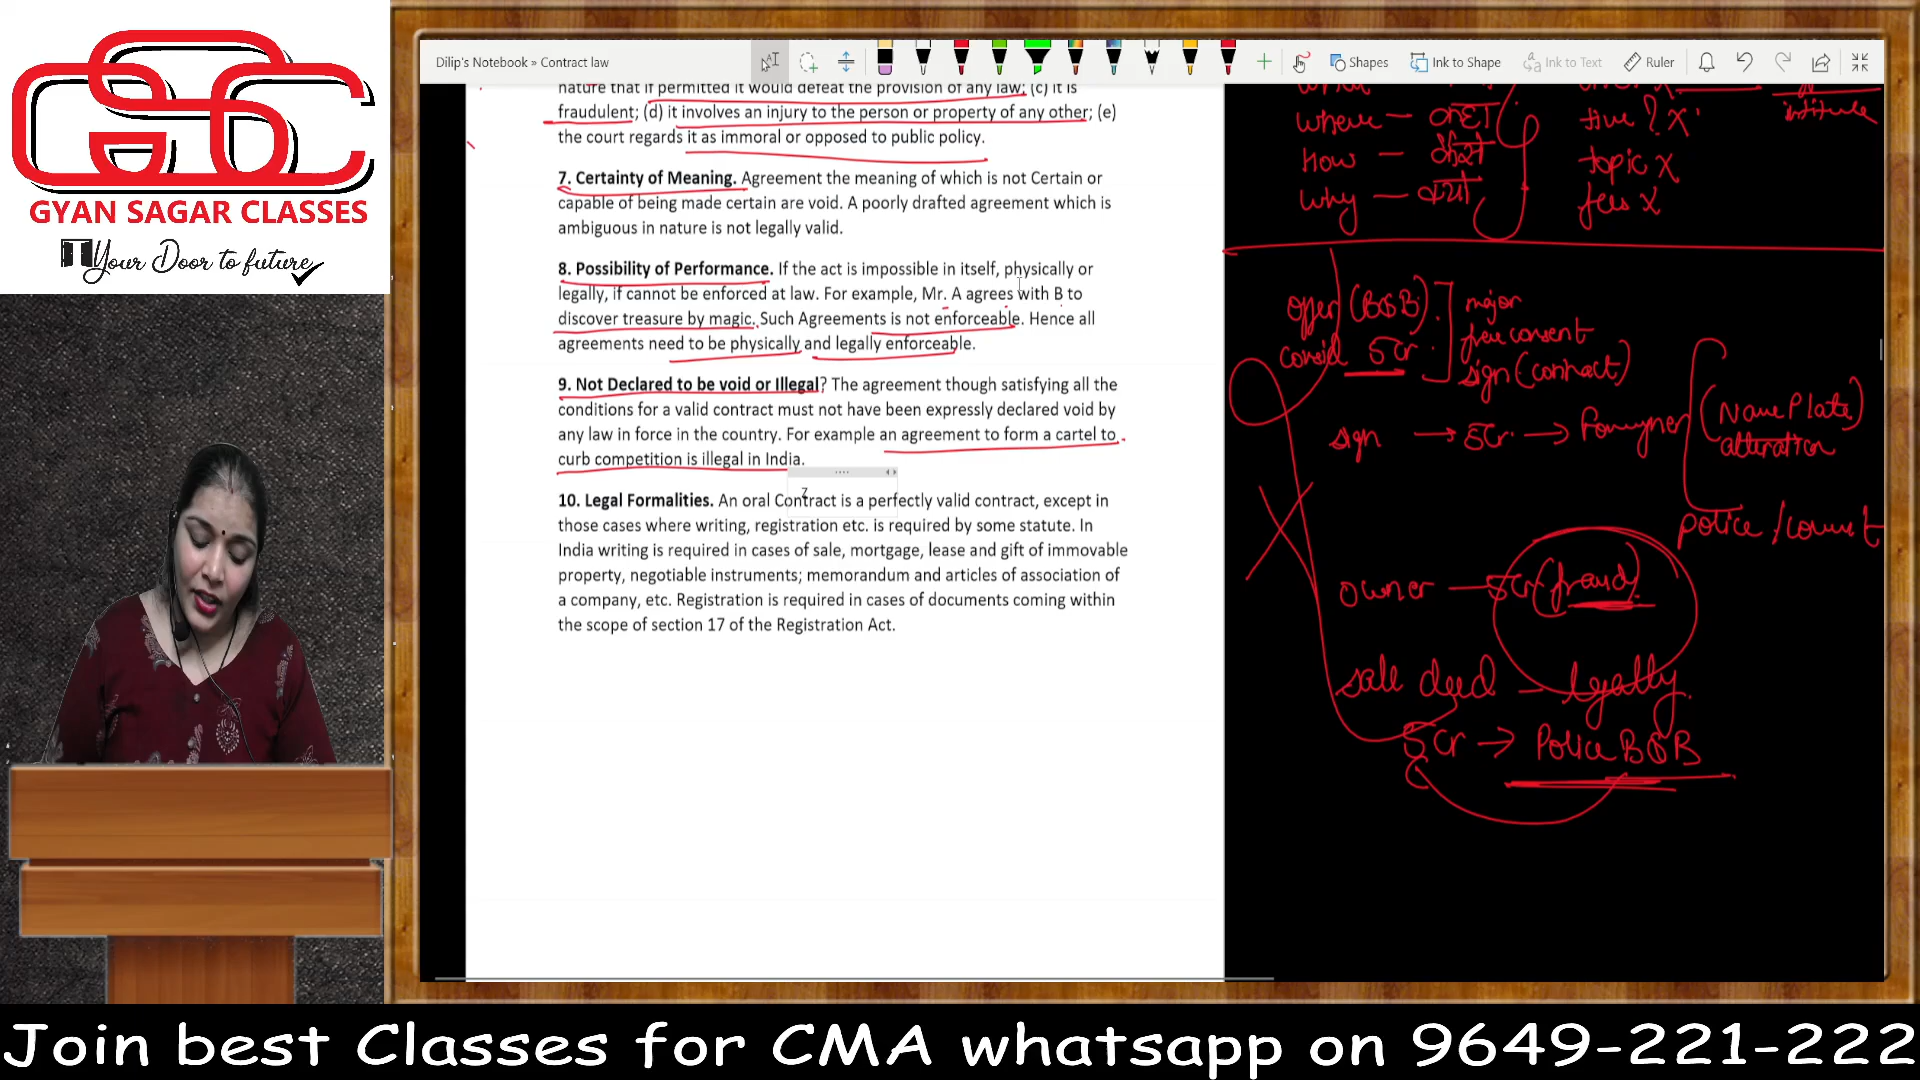 GSC
GYAN SAGAR CLASSES
Your Door to future
Dilip's Notebook » Contract law
Shapes
Ink to Shape
Ink to Text
Ruler
nature that if permitted it would defeat the provision of any law; (c) it is
fraudulent; (d) it involves an injury to the person or property of any other; (e)
the court regards it as immoral or opposed to public policy.
7. Certainty of Meaning. Agreement the meaning of which is not Certain or
capable of being made certain are void. A poorly drafted agreement which is
ambiguous in nature is not legally valid.
8. Possibility of Performance. If the act is impossible in itself, physically or
legally, if cannot be enforced at law. For example, Mr. A agrees with B to
discover treasure by magic. Such Agreements is not enforceable. Hence all
agreements need to be physically and legally enforceable.
9. Not Declared to be void or Illegal? The agreement though satisfying all the
conditions for a valid contract must not have been expressly declared void by
any law in force in the country. For example an agreement to form a cartel to
curb competition is illegal in India.
10. Legal Formalities. An oral Contract is a perfectly valid contract, except in
those cases where writing, registration etc. is required by some statute. In
India writing is required in cases of sale, mortgage, lease and gift of immovable
property, negotiable instruments; memorandum and articles of association of
a company, etc. Registration is required in cases of documents coming within
the scope of section 17 of the Registration Act.
where — कहाँ time? X
How — topic X
why — क्यों fees X
offer (BOB) major
consid 5Cr free consent
sign (contract)
sign → 5Cr →
(Name Plate)
alteration
police / court
owner — 5Cr (fraud)
sale deed — legally
5Cr → Police BOB
Join best Classes for CMA whatsapp on 9649-221-222